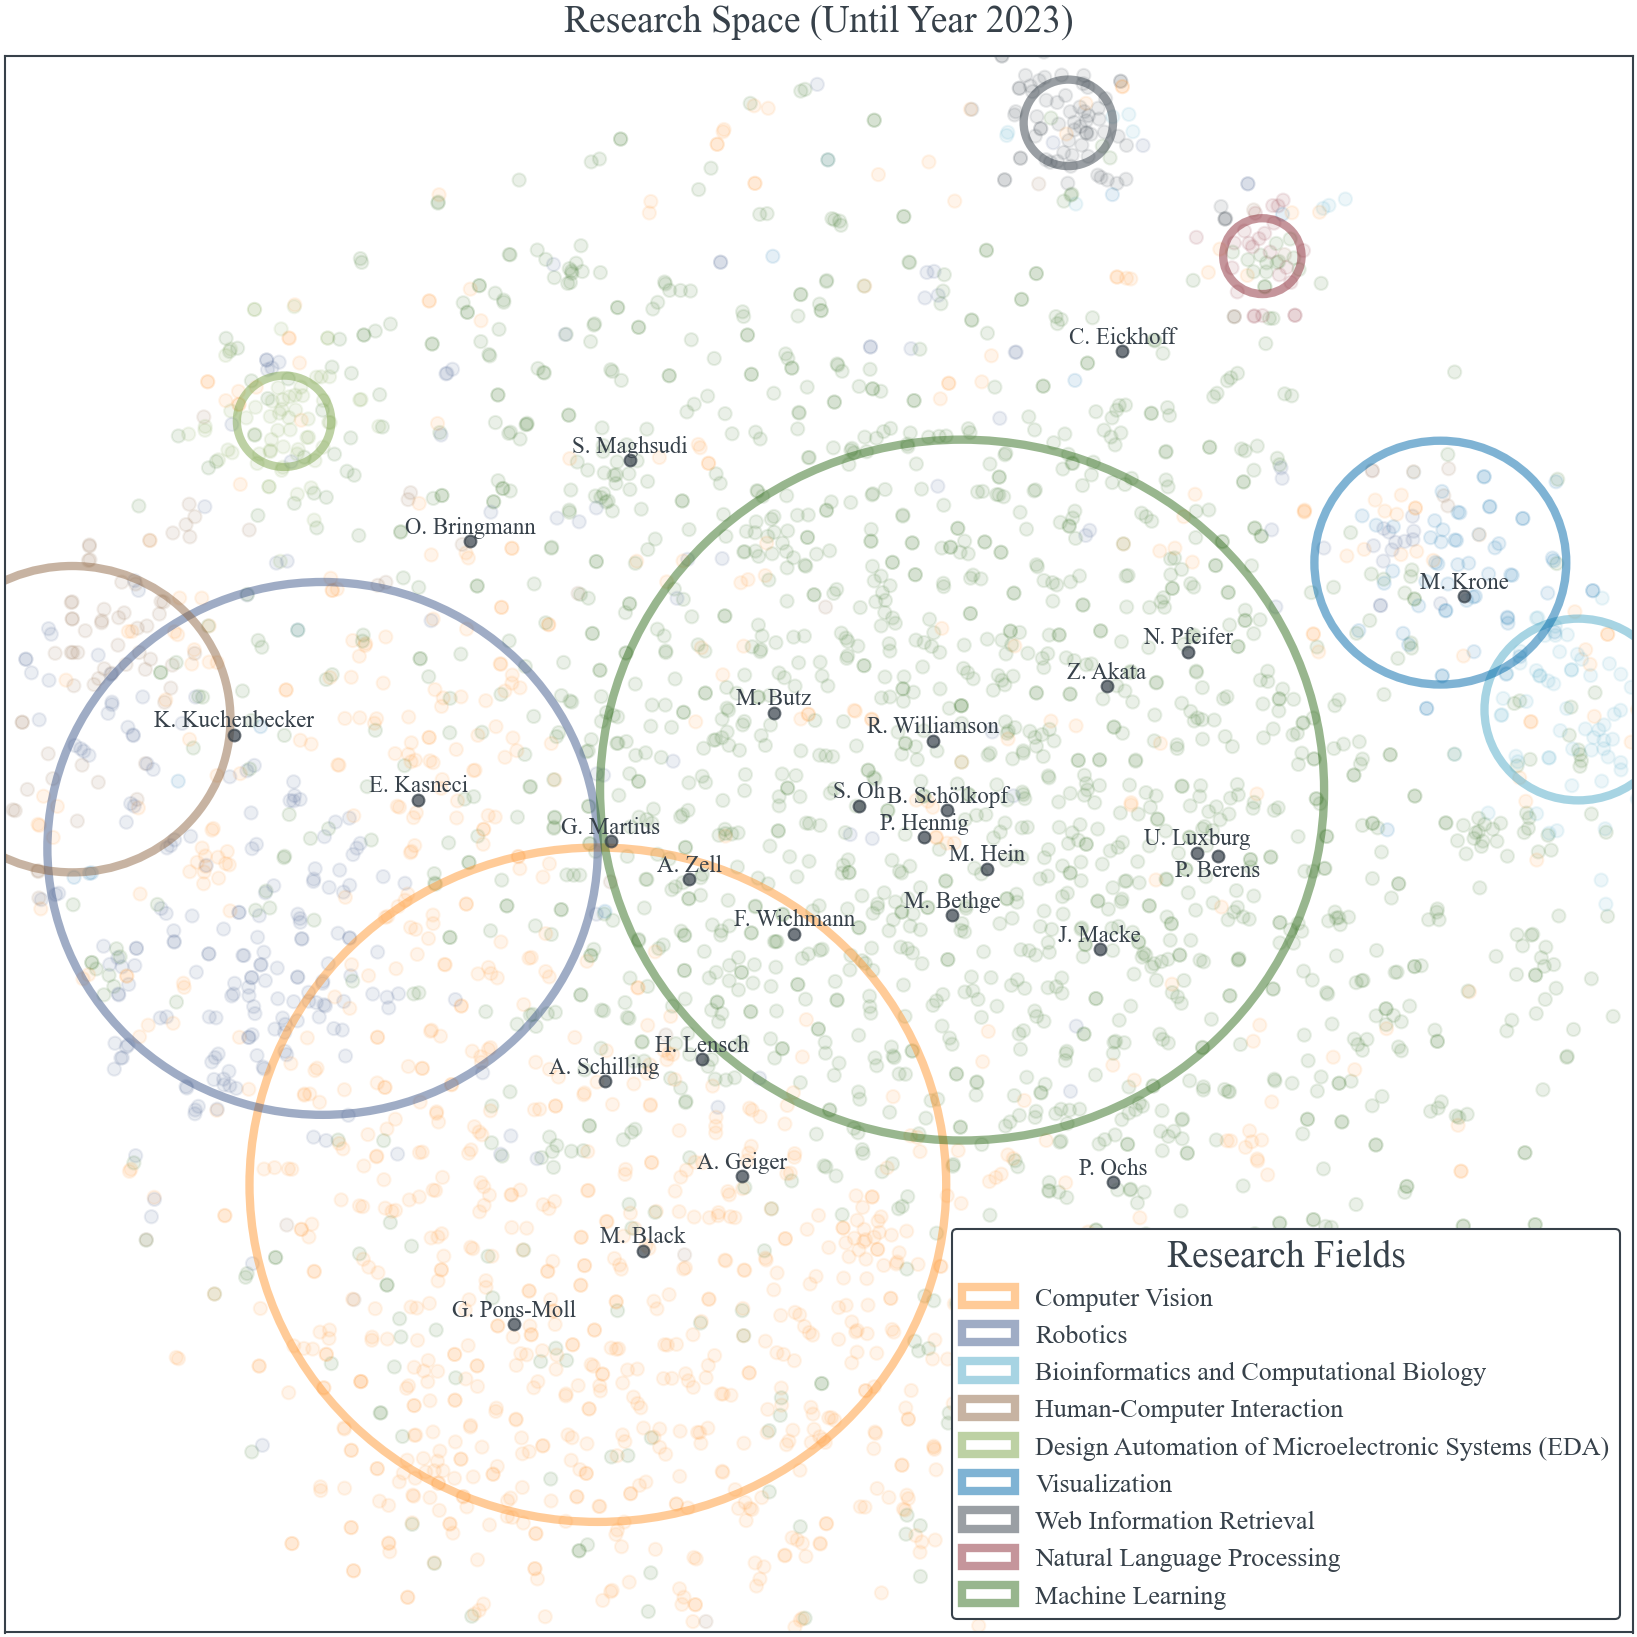 Research Space (Until Year 2023)
C. Eickhoff
S. Maghsudi
O. Bringmann
M. Krone
N. Pfeifer
Z. Akata
M. Butz
K. Kuchenbecker
R. Williamson
E. Kasneci
S. Oh
B. Schölkopf
G. Martius
P. Hennig
U. Luxburg
M. Hein
A. Zell
P. Berens
M. Bethge
F. Wichmann
J. Macke
H. Lensch
A. Schilling
A. Geiger
P. Ochs
M. Black
G. Pons-Moll
Research Fields
Computer Vision
Robotics
Bioinformatics and Computational Biology
Human-Computer Interaction
Design Automation of Microelectronic Systems (EDA)
Visualization
Web Information Retrieval
Natural Language Processing
Machine Learning